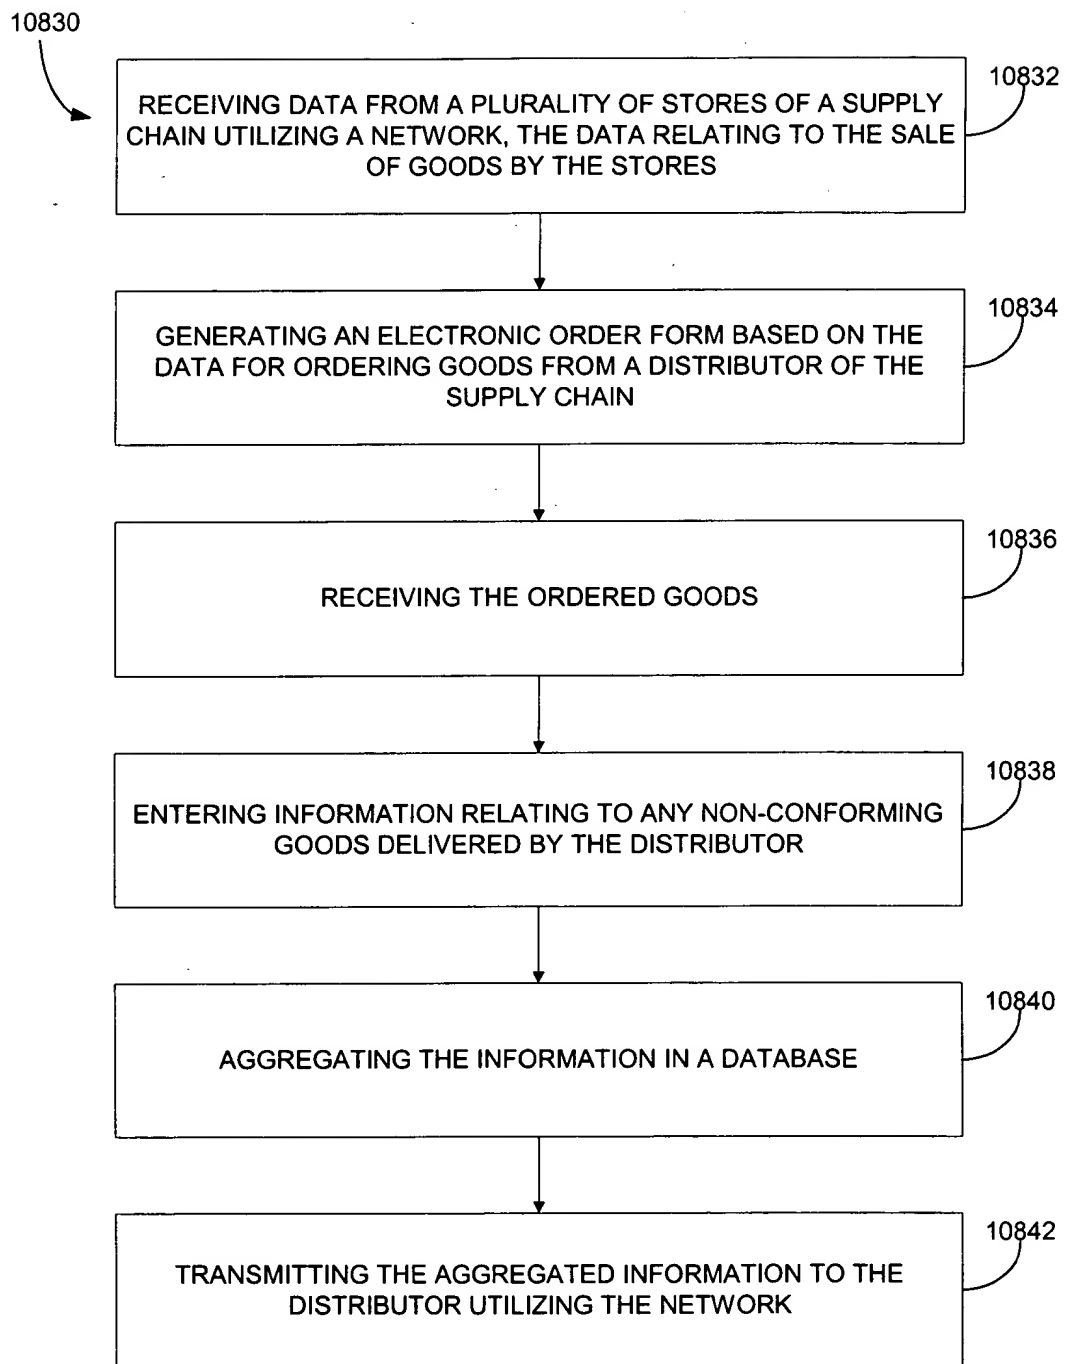 10830
10832
RECEIVING DATA FROM A PLURALITY OF STORES OF A SUPPLY
CHAIN UTILIZING A NETWORK, THE DATA RELATING TO THE SALE
OF GOODS BY THE STORES
10834
GENERATING AN ELECTRONIC ORDER FORM BASED ON THE
DATA FOR ORDERING GOODS FROM A DISTRIBUTOR OF THE
SUPPLY CHAIN
10836
RECEIVING THE ORDERED GOODS
10838
ENTERING INFORMATION RELATING TO ANY NON-CONFORMING
GOODS DELIVERED BY THE DISTRIBUTOR
10840
AGGREGATING THE INFORMATION IN A DATABASE
10842
TRANSMITTING THE AGGREGATED INFORMATION TO THE
DISTRIBUTOR UTILIZING THE NETWORK